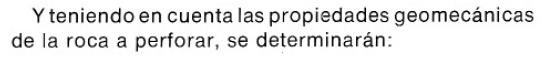 Y teniendo en cuenta las propiedades geomecánicas
de la roca a perforar, se determinarán: